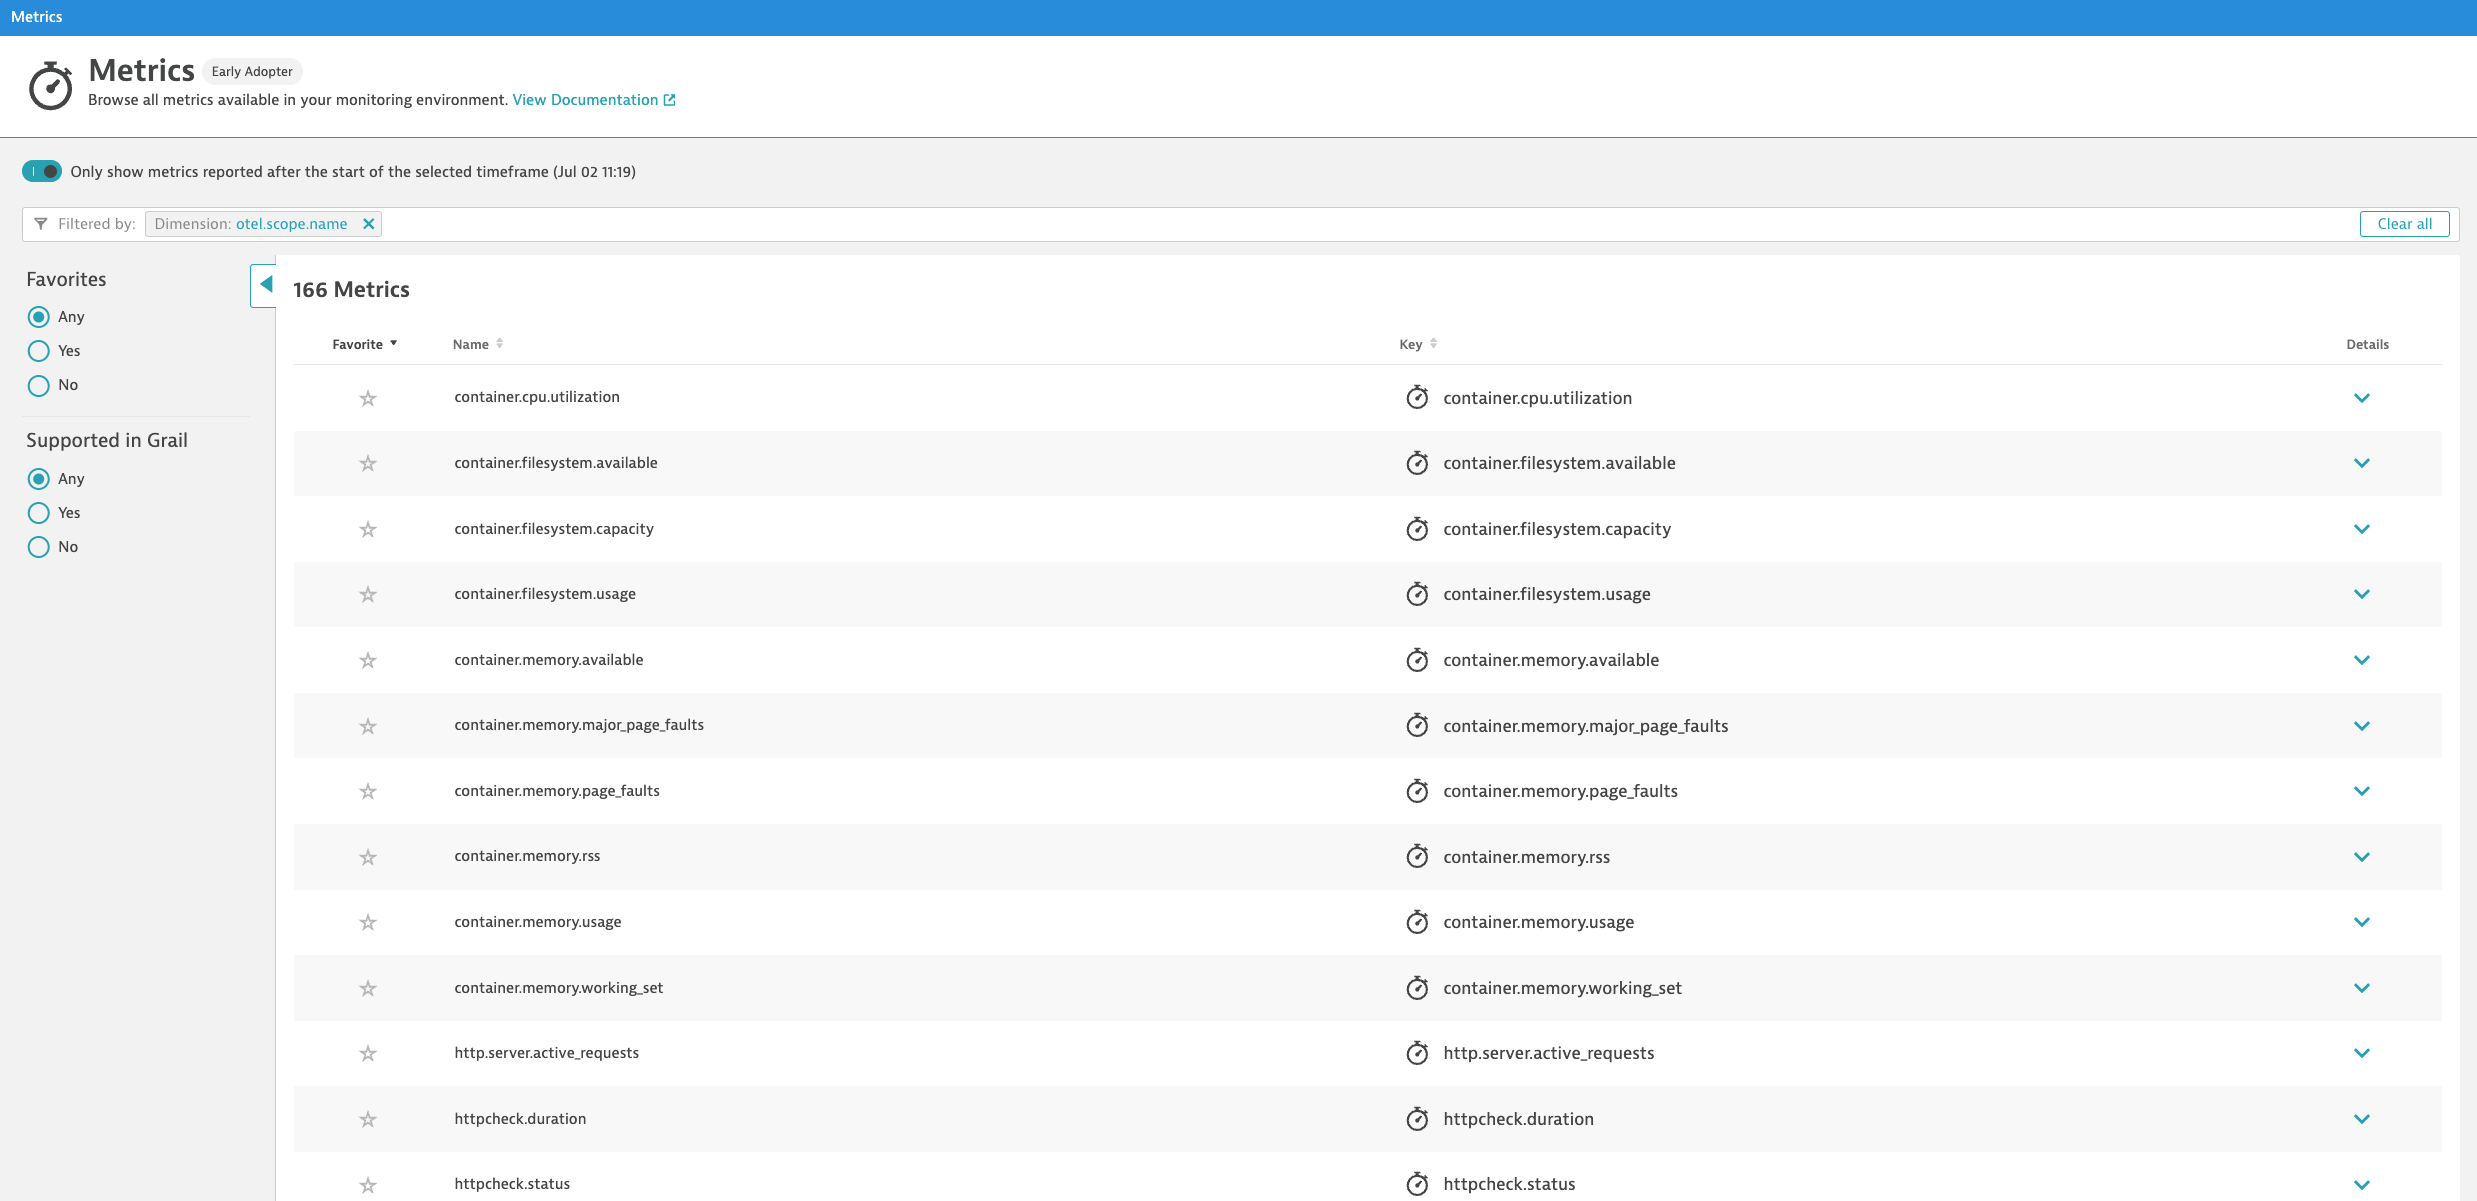 Metrics
Metrics Early Adopter
Browse all metrics available in your monitoring environment. View Documentation
Only show metrics reported after the start of the selected timeframe (Jul 02 11:19)
Filtered by: Dimension: otel.scope.name Clear all
Favorites
Any
Yes
No
Supported in Grail
Any
Yes
No
166 Metrics
Favorite Name Key Details
container.cpu.utilization container.cpu.utilization
container.filesystem.available container.filesystem.available
container.filesystem.capacity container.filesystem.capacity
container.filesystem.usage container.filesystem.usage
container.memory.available container.memory.available
container.memory.major_page_faults container.memory.major_page_faults
container.memory.page_faults container.memory.page_faults
container.memory.rss container.memory.rss
container.memory.usage container.memory.usage
container.memory.working_set container.memory.working_set
http.server.active_requests http.server.active_requests
httpcheck.duration httpcheck.duration
httpcheck.status httpcheck.status